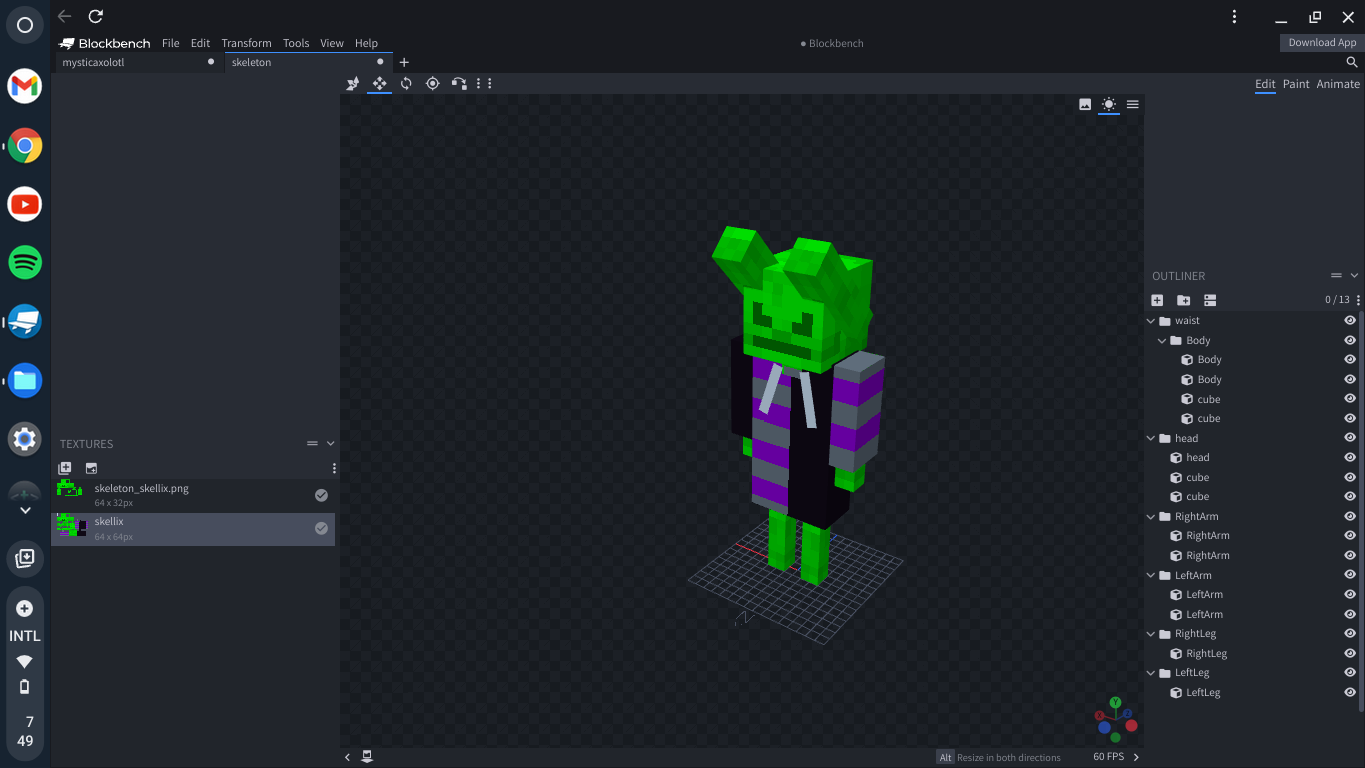 Blockbench File Edit Transform Tools View Help
● Blockbench
Download App
mysticaxolotl
skeleton
Edit Paint Animate
TEXTURES
skeleton_skellix.png
64 x 32px
skellix
64 x 64px
OUTLINER
0 / 13
waist
Body
Body
Body
cube
cube
head
head
cube
cube
RightArm
RightArm
RightArm
LeftArm
LeftArm
LeftArm
RightLeg
RightLeg
LeftLeg
LeftLeg
Y
X
Z
Alt Resize in both directions
60 FPS
INTL
7
49